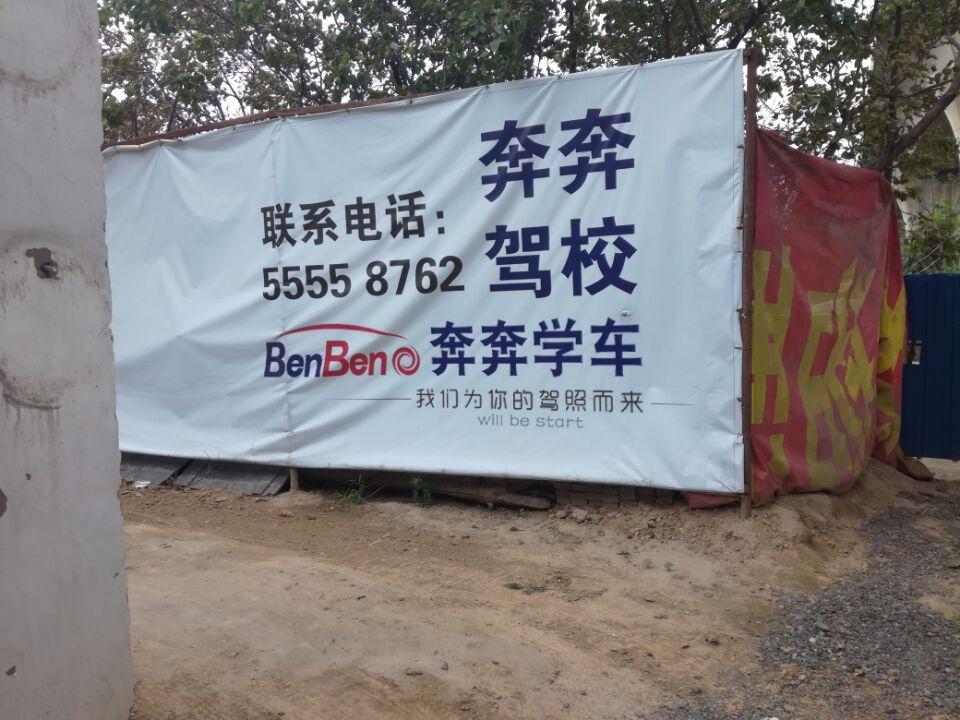 奔奔
驾校
联系电话：
5555 8762
BenBen 奔奔学车
我们为你的驾照而来
will be start